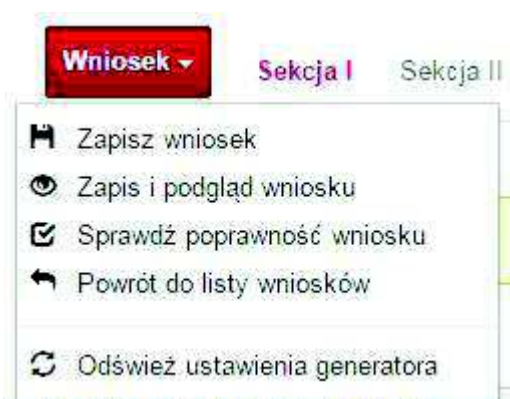 Wniosek Sekcja I Sekcja II
Zapisz wniosek
Zapis i podgląd wniosku
Sprawdź poprawność wniosku
Powrót do listy wniosków
Odśwież ustawienia generatora